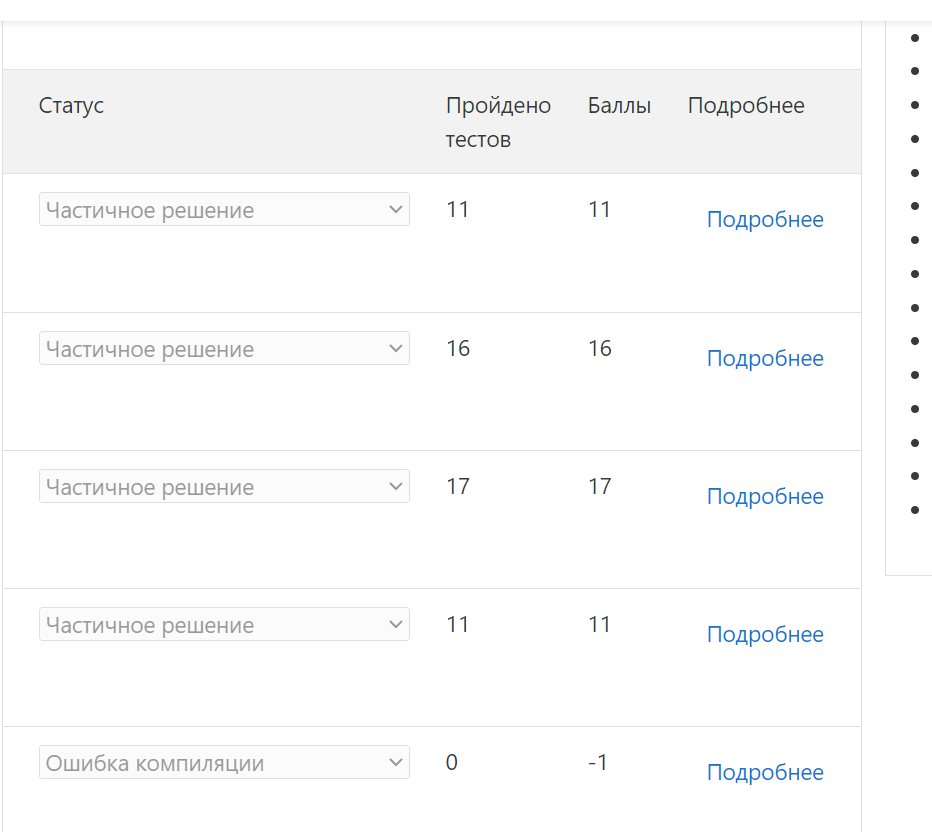 Статус Пройдено тестов Баллы Подробнее
Частичное решение 11 11 Подробнее
Частичное решение 16 16 Подробнее
Частичное решение 17 17 Подробнее
Частичное решение 11 11 Подробнее
Ошибка компиляции 0 -1 Подробнее